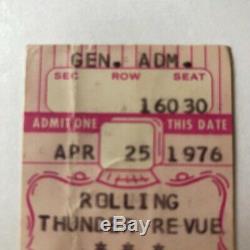 GEN. ADM.
SEC ROW SEAT
16030
ADMIT ONE THIS DATE
APR 25 1976
ROLLING
THUNDER REVUE
* * *